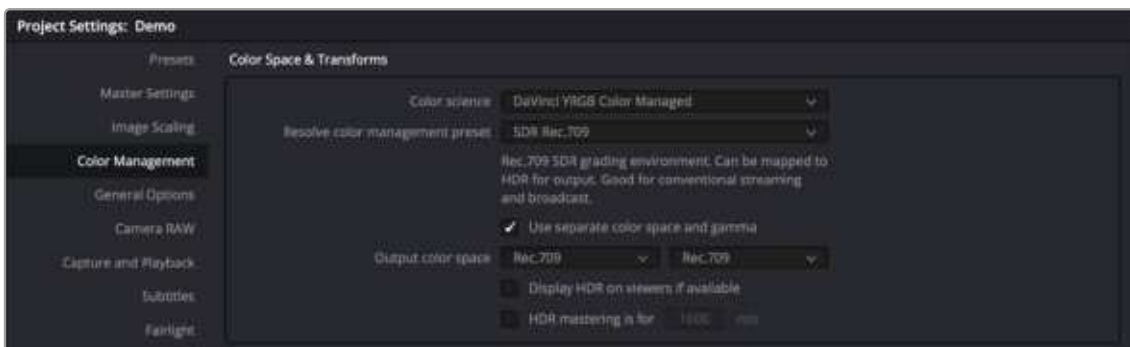 Project Settings: Demo
Presets
Master Settings
Image Scaling
Color Management
General Options
Camera RAW
Capture and Playback
Subtitles
Fairlight
Color Space & Transforms
Color science DaVinci YRGB Color Managed
Resolve color management preset SDR Rec.709
Rec.709 SDR grading environment. Can be mapped to
HDR for output. Good for conventional streaming
and broadcast.
Use separate color space and gamma
Output color space Rec.709 Rec.709
Display HDR on viewers if available
HDR mastering is for 1000 nits